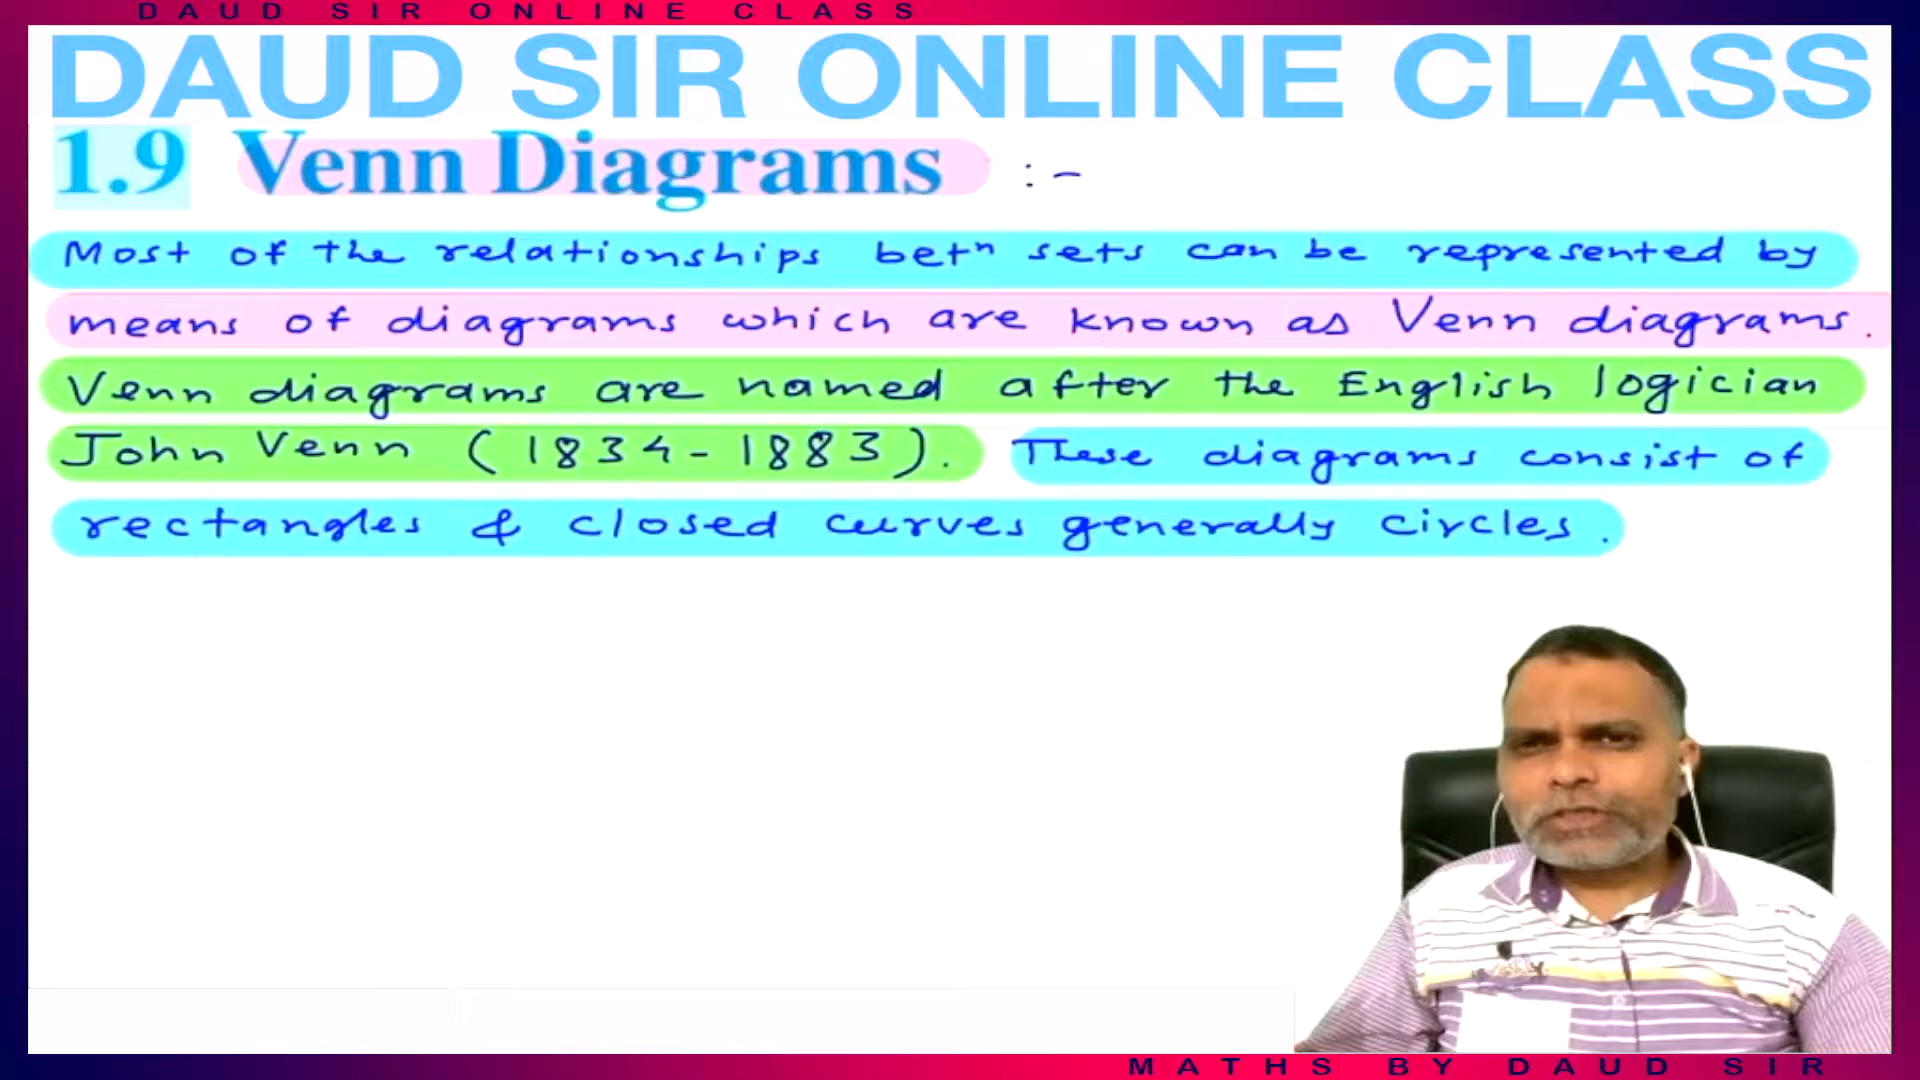 DAUD SIR ONLINE CLASS
DAUD SIR ONLINE CLASS
1.9 Venn Diagrams :-
Most of the relationships betⁿ sets can be represented by
means of diagrams which are known as Venn diagrams.
Venn diagrams are named after the English logician
John Venn (1834-1883). These diagrams consist of
rectangles & closed curves generally circles.
MATHS BY DAUD SIR